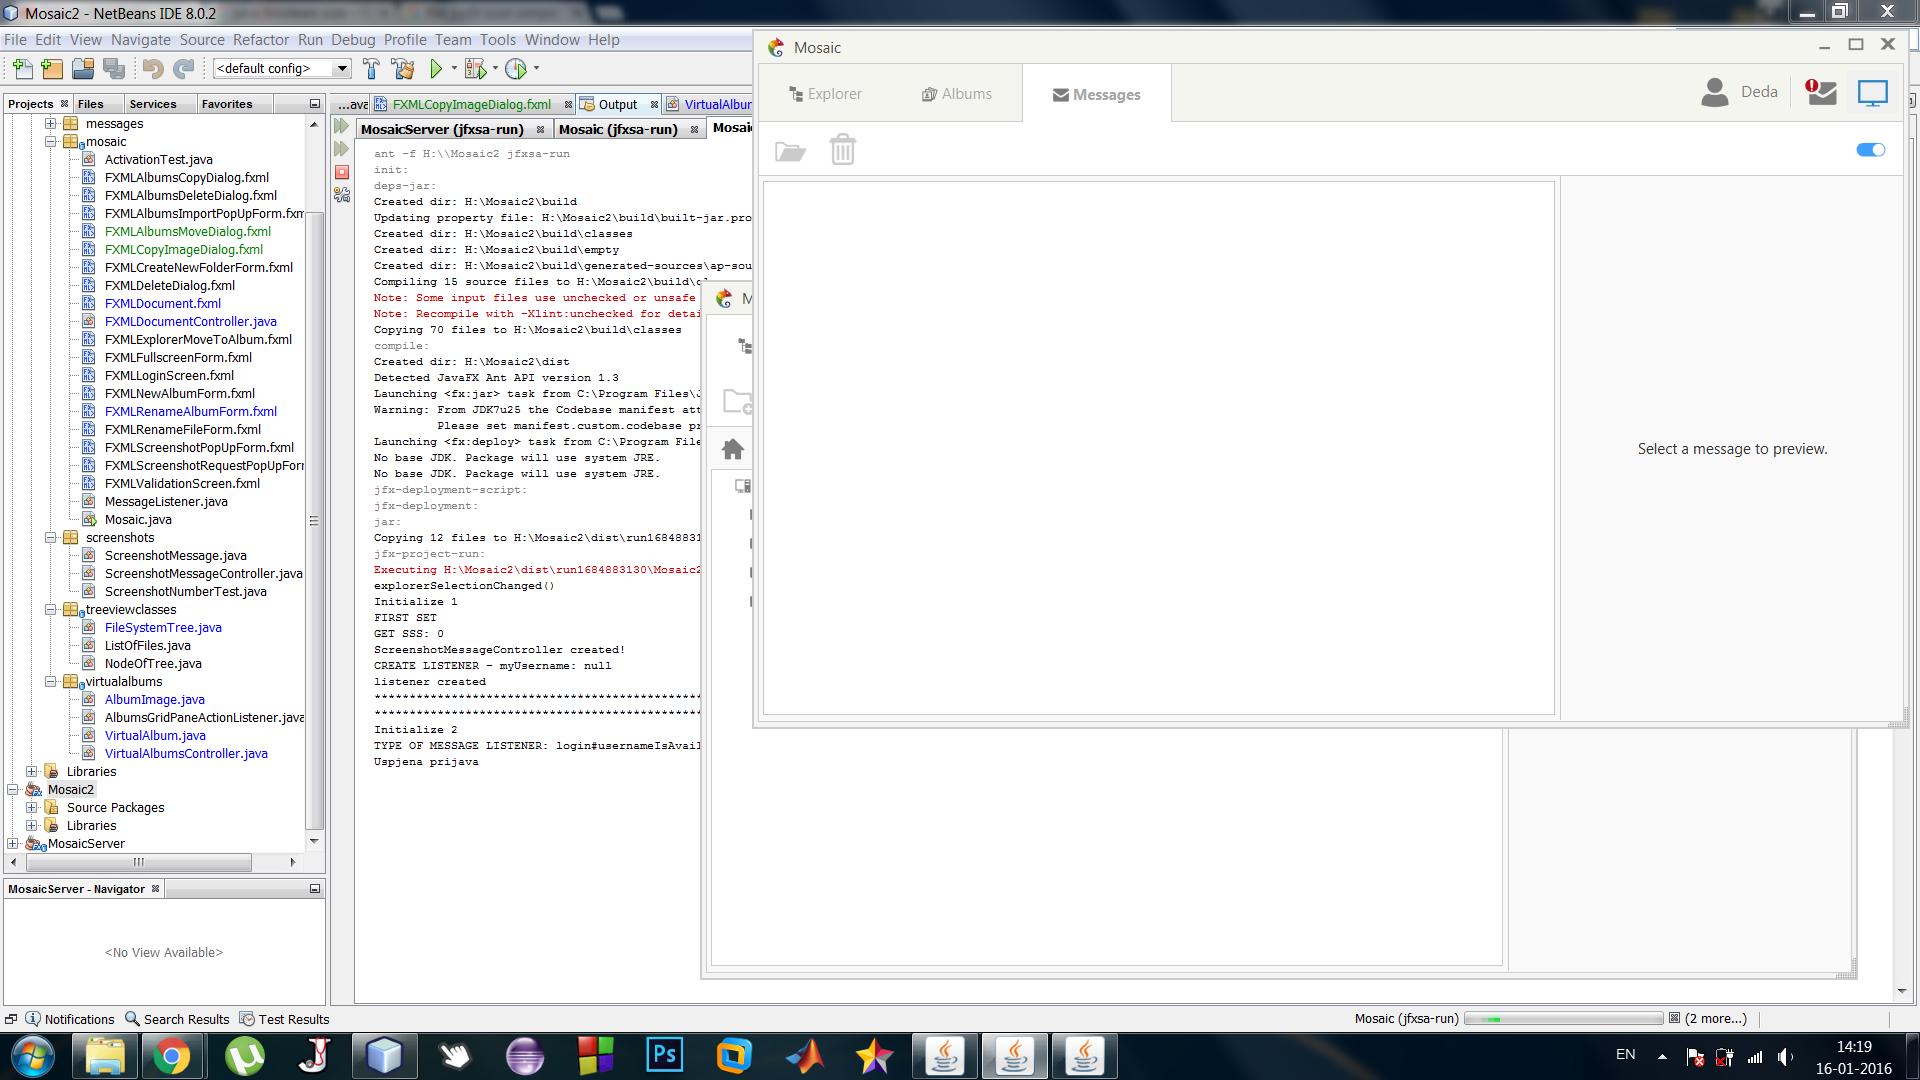 Mosaic2 - NetBeans IDE 8.0.2
File Edit View Navigate Source Refactor Run Debug Profile Team Tools Window Help
<default config>
Projects Files Services Favorites
...ava FXMLCopyImageDialog.fxml Output VirtualAlbum
MosaicServer (jfxsa-run) Mosaic (jfxsa-run) Mosaic
messages
mosaic
ActivationTest.java
FXMLAlbumsCopyDialog.fxml
FXMLAlbumsDeleteDialog.fxml
FXMLAlbumsImportPopUpForm.fxm
FXMLAlbumsMoveDialog.fxml
FXMLCopyImageDialog.fxml
FXMLCreateNewFolderForm.fxml
FXMLDeleteDialog.fxml
FXMLDocument.fxml
FXMLDocumentController.java
FXMLExplorerMoveToAlbum.fxml
FXMLFullscreenForm.fxml
FXMLLoginScreen.fxml
FXMLNewAlbumForm.fxml
FXMLRenameAlbumForm.fxml
FXMLRenameFileForm.fxml
FXMLScreenshotPopUpForm.fxml
FXMLScreenshotRequestPopUpForr
FXMLValidationScreen.fxml
MessageListener.java
Mosaic.java
screenshots
ScreenshotMessage.java
ScreenshotMessageController.java
ScreenshotNumberTest.java
treeviewclasses
FileSystemTree.java
ListOfFiles.java
NodeOfTree.java
virtualalbums
AlbumImage.java
AlbumsGridPaneActionListener.java
VirtualAlbum.java
VirtualAlbumsController.java
Libraries
Mosaic2
Source Packages
Libraries
MosaicServer
MosaicServer - Navigator
<No View Available>
ant -f H:\\Mosaic2 jfxsa-run
init:
deps-jar:
Created dir: H:\Mosaic2\build
Updating property file: H:\Mosaic2\build\built-jar.pro
Created dir: H:\Mosaic2\build\classes
Created dir: H:\Mosaic2\build\empty
Created dir: H:\Mosaic2\build\generated-sources\ap-sou
Compiling 15 source files to H:\Mosaic2\build\cl
Note: Some input files use unchecked or unsafe
Note: Recompile with -Xlint:unchecked for detai
Copying 70 files to H:\Mosaic2\build\classes
compile:
Created dir: H:\Mosaic2\dist
Detected JavaFX Ant API version 1.3
Launching <fx:jar> task from C:\Program Files\J
Warning: From JDK7u25 the Codebase manifest att
Please set manifest.custom.codebase pr
Launching <fx:deploy> task from C:\Program File
No base JDK. Package will use system JRE.
No base JDK. Package will use system JRE.
jfx-deployment-script:
jfx-deployment:
jar:
Copying 12 files to H:\Mosaic2\dist\run16848831
jfx-project-run:
Executing H:\Mosaic2\dist\run1684883130\Mosaic2
explorerSelectionChanged()
Initialize 1
FIRST SET
GET SSS: 0
ScreenshotMessageController created!
CREATE LISTENER - myUsername: null
listener created
***********************************************
***********************************************
Initialize 2
TYPE OF MESSAGE LISTENER: login#usernameIsAvail
Uspjena prijava
M
Mosaic
Explorer Albums Messages
Deda
Select a message to preview.
Notifications Search Results Test Results
Mosaic (jfxsa-run) (2 more...)
Ps
EN
14:19
16-01-2016